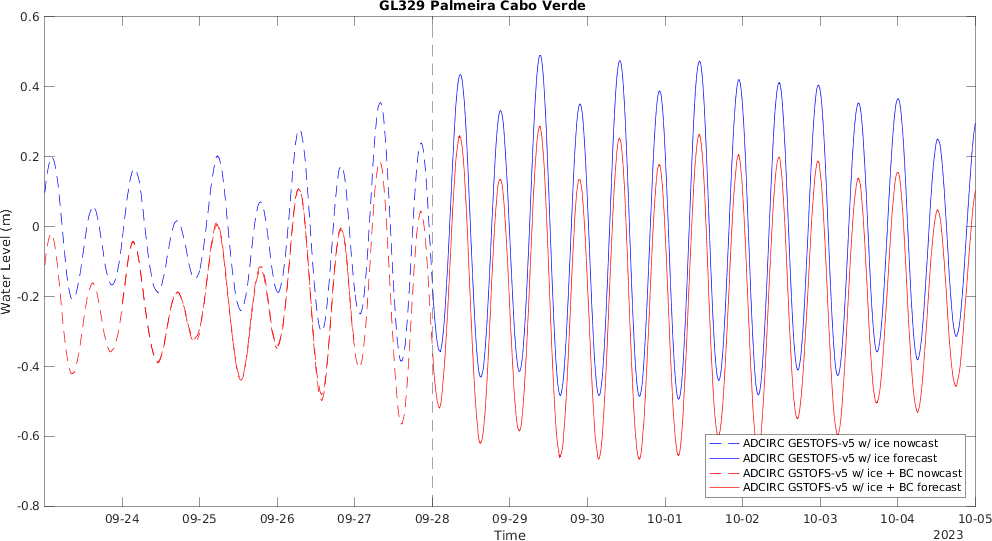 GL329 Palmeira Cabo Verde
0.6
0.4
0.2
0
-0.2
-0.4
-0.6
-0.8
Water Level (m)
ADCIRC GESTOFS-v5 w/ ice nowcast
ADCIRC GESTOFS-v5 w/ ice forecast
ADCIRC GSTOFS-v5 w/ ice + BC nowcast
ADCIRC GSTOFS-v5 w/ ice + BC forecast
09-24 09-25 09-26 09-27 09-28 09-29 09-30 10-01 10-02 10-03 10-04 10-05
Time
2023